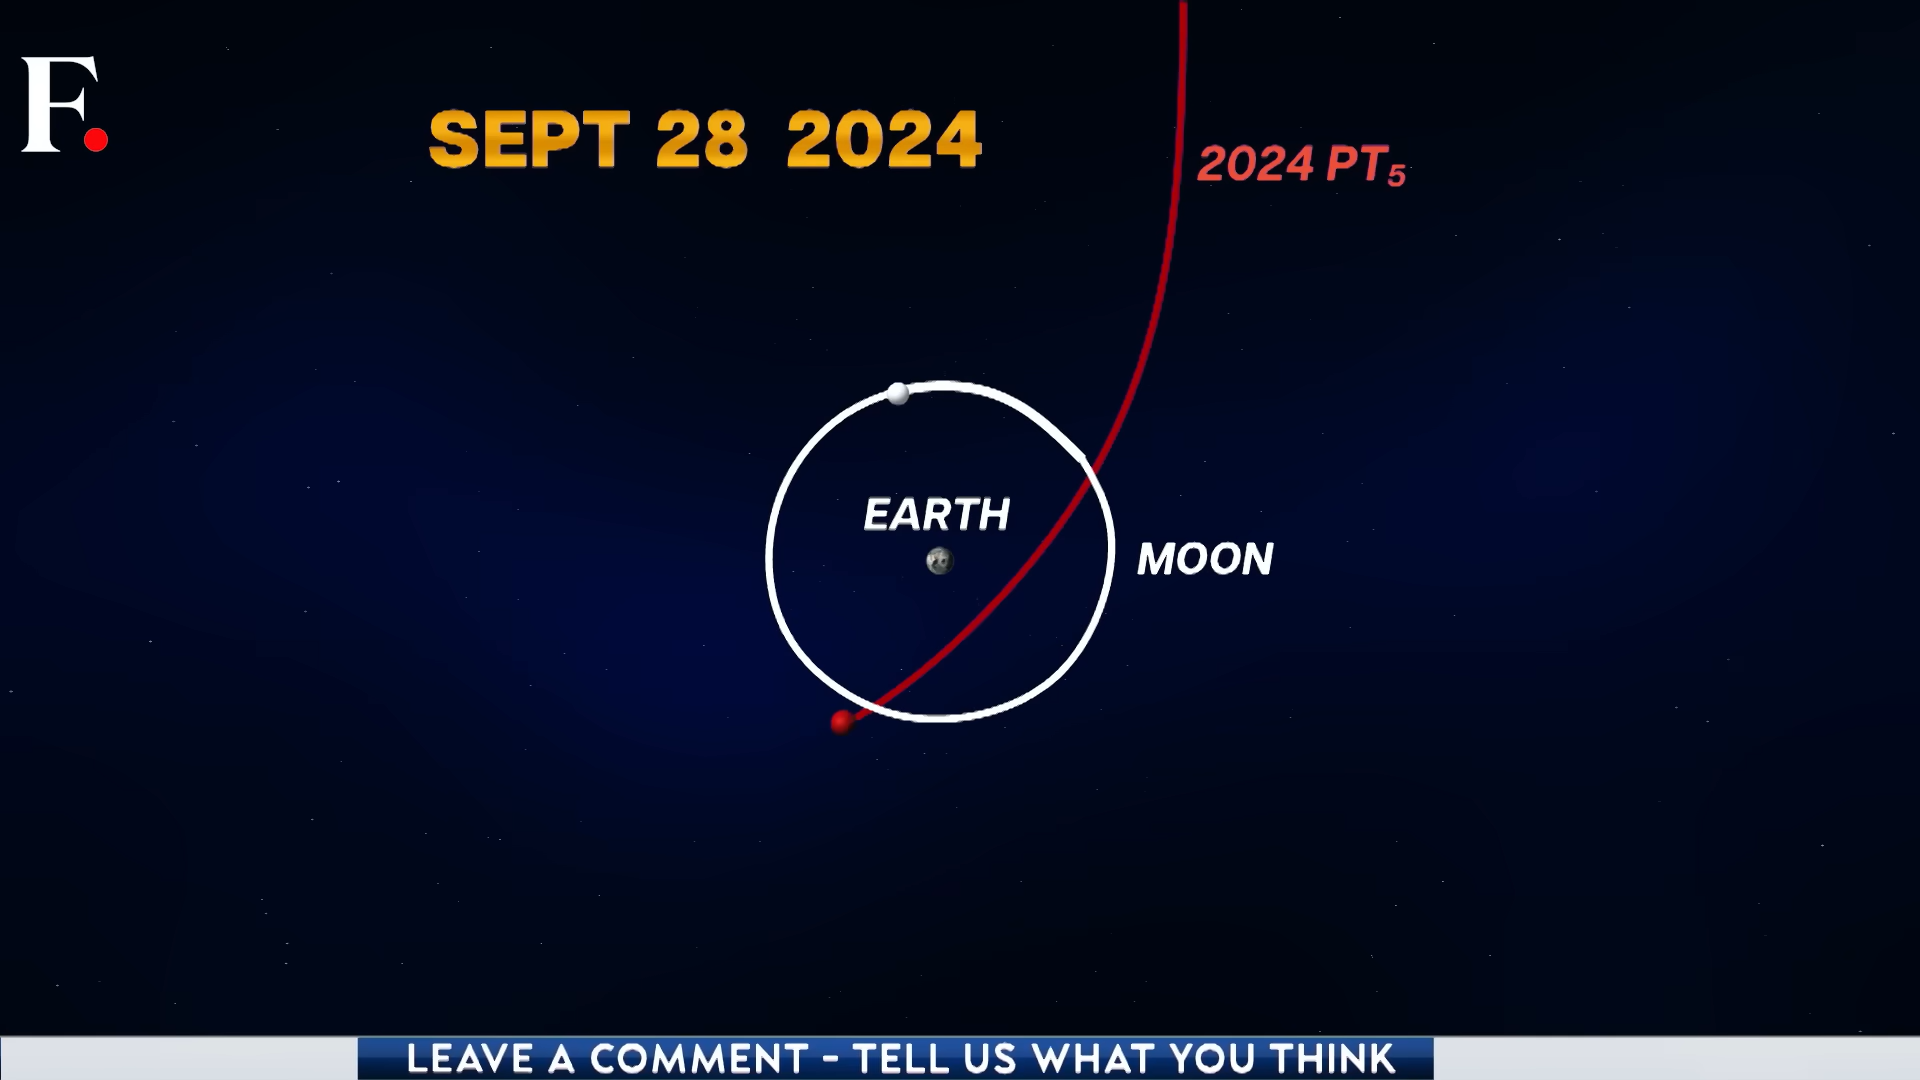 F.
SEPT 28 2024
2024 PT₅
EARTH
MOON
LEAVE A COMMENT - TELL US WHAT YOU THINK